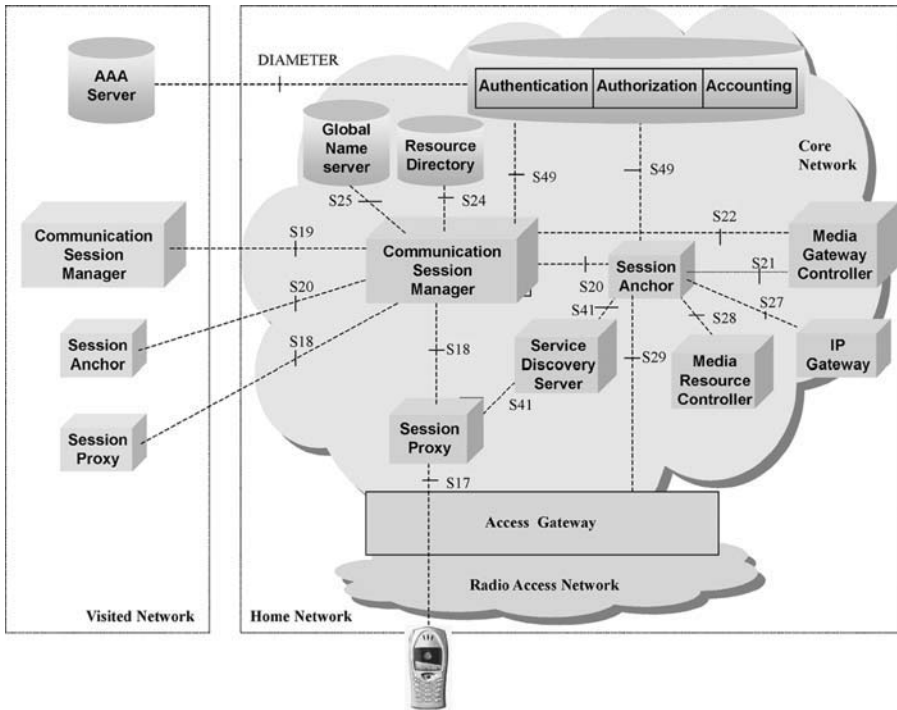 DIAMETER
AAA
Server
Authentication
Authorization
Accounting
Global
Name
server
Resource
Directory
Core
Network
S49
S49
S25
S24
S22
S19
Communication
Session
Manager
Communication
Session
Manager
Session
Anchor
Media
Gateway
Controller
S21
S20
S20
S41
S28
S27
Session
Anchor
S18
S18
Service
Discovery
Server
S29
Media
Resource
Controller
IP
Gateway
S41
Session
Proxy
Session
Proxy
S17
Access Gateway
Radio Access Network
Visited Network
Home Network